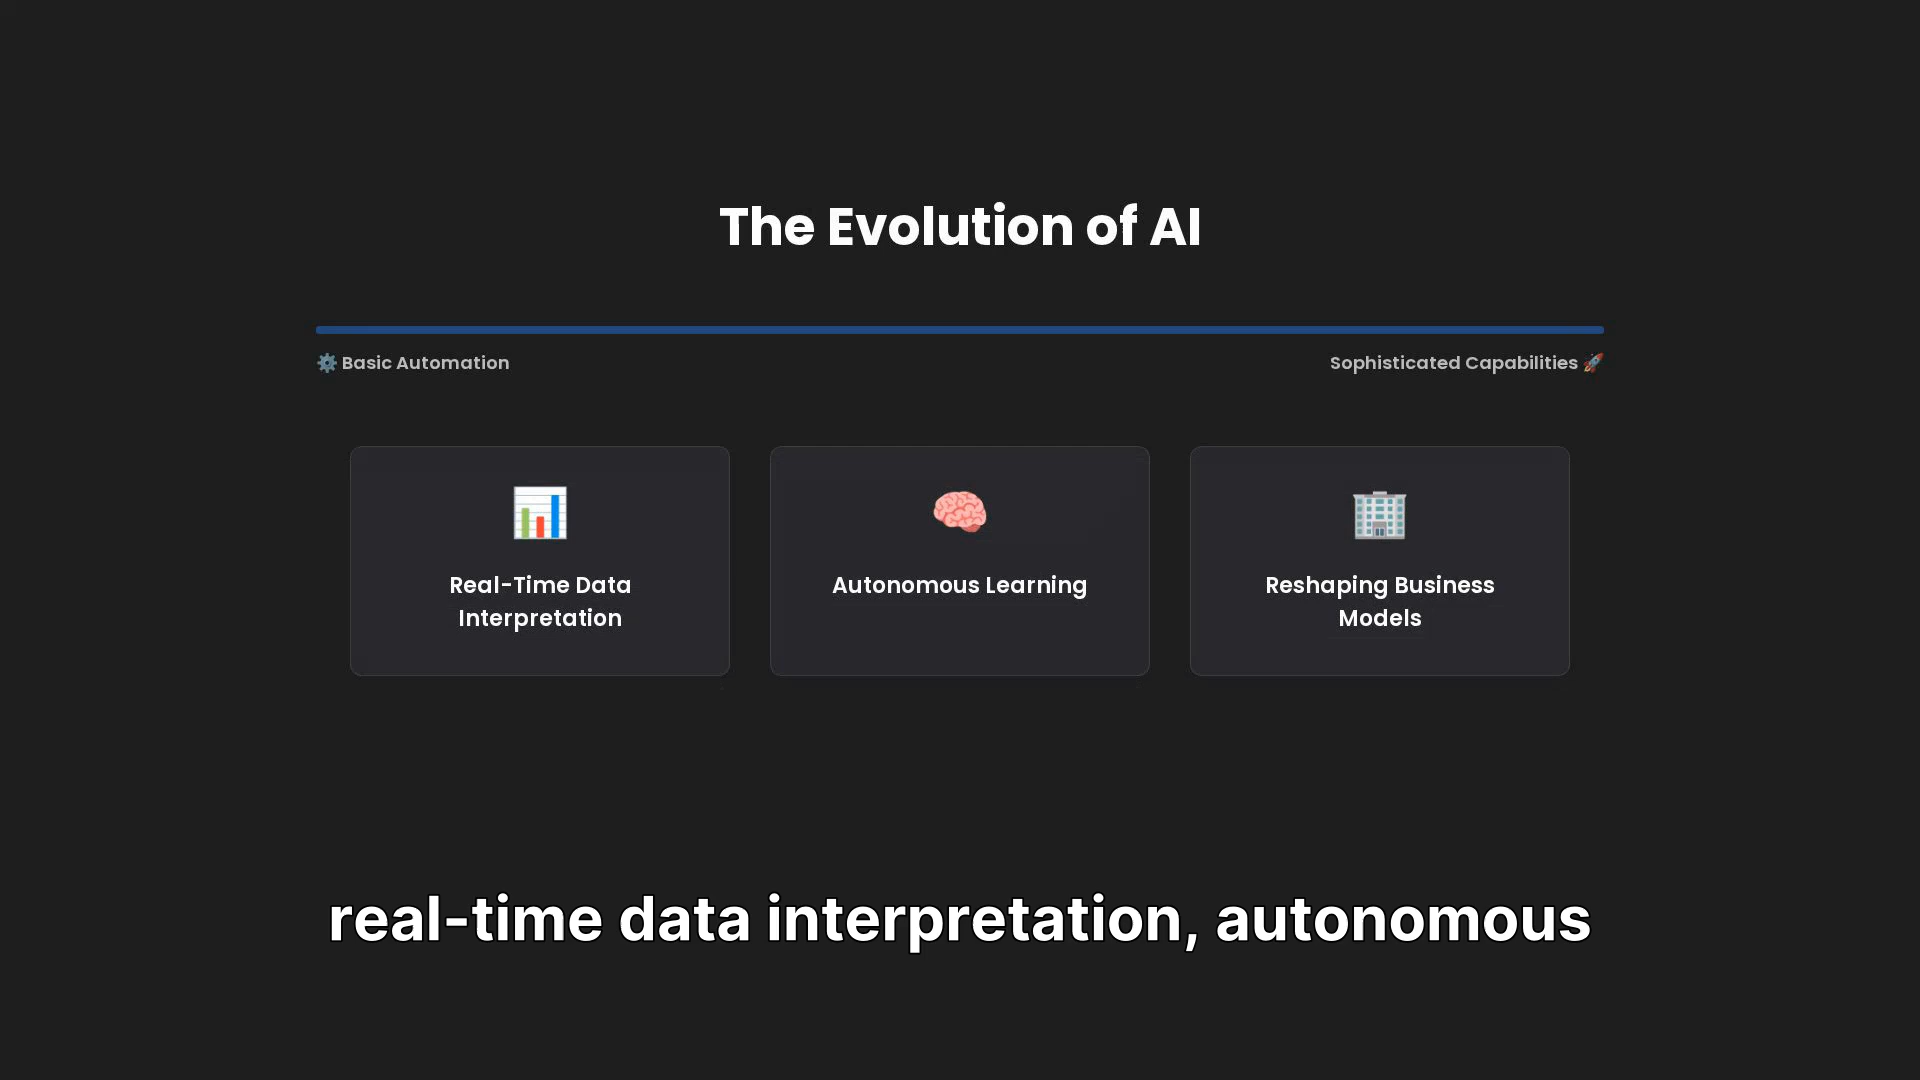 The Evolution of AI
⚙️ Basic Automation
Sophisticated Capabilities 🚀
Real-Time Data
Interpretation
Autonomous Learning
Reshaping Business
Models
real-time data interpretation, autonomous